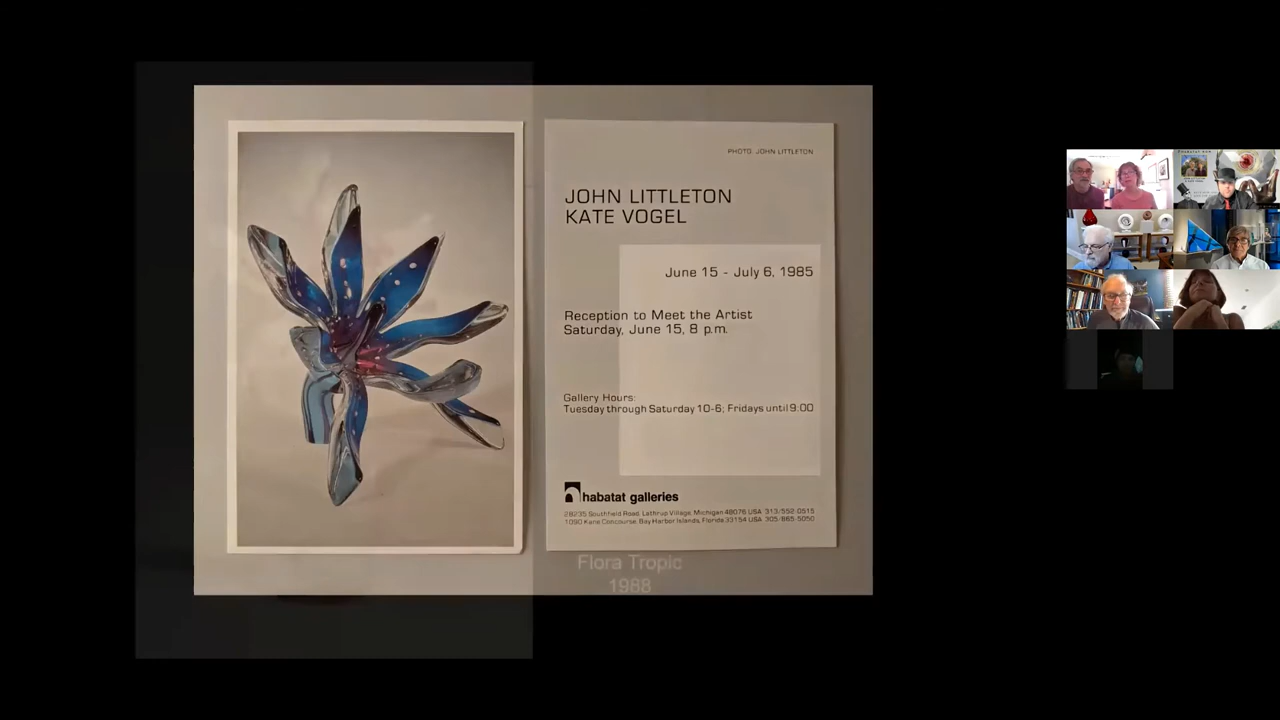 PHOTO: JOHN LITTLETON
JOHN LITTLETON
KATE VOGEL
June 15 - July 6, 1985
Reception to Meet the Artist
Saturday, June 15, 8 p.m.
Gallery Hours:
Tuesday through Saturday 10-6; Fridays until 9:00
habatat galleries
28235 Southfield Road, Lathrup Village, Michigan 48076 USA 313/552-0515
1090 Kane Concourse, Bay Harbor Islands, Florida 33154 USA 305/865-5050
Flora Tropic
1988